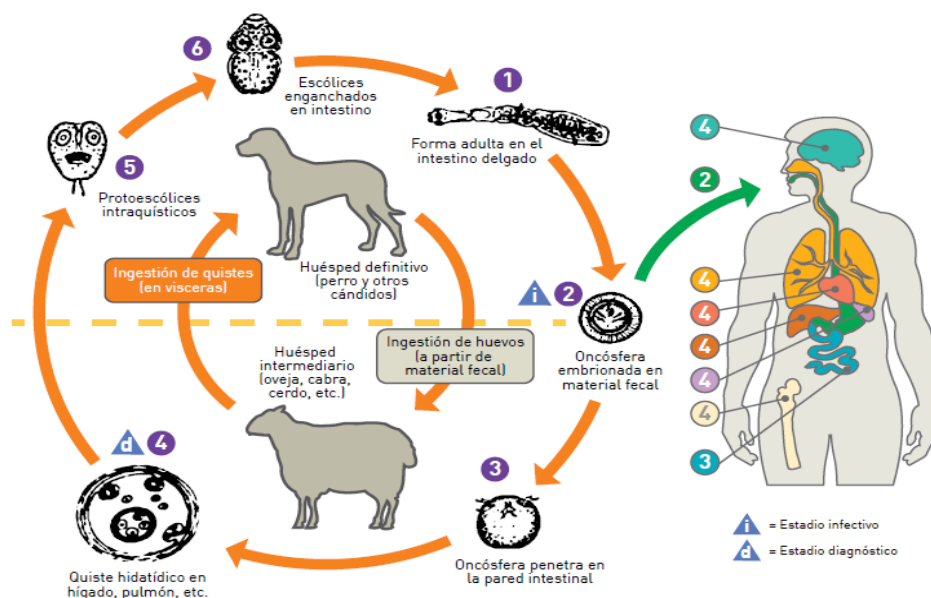 6
Escólices
enganchados
en intestino
1
Forma adulta en el
intestino delgado
5
Protoescólices
intraquísticos
Ingestión de quistes
(en visceras)
Huésped definitivo
(perro y otros
cándidos)
i
2
Oncósfera
embrionada en
material fecal
Ingestión de huevos
(a partir de
material fecal)
Huésped
intermediario
(oveja, cabra,
cerdo, etc.)
d
4
Quiste hidatídico en
hígado, pulmón, etc.
3
Oncósfera penetra en
la pared intestinal
4
2
4
4
4
4
4
3
i = Estadio infectivo
d = Estadio diagnóstico